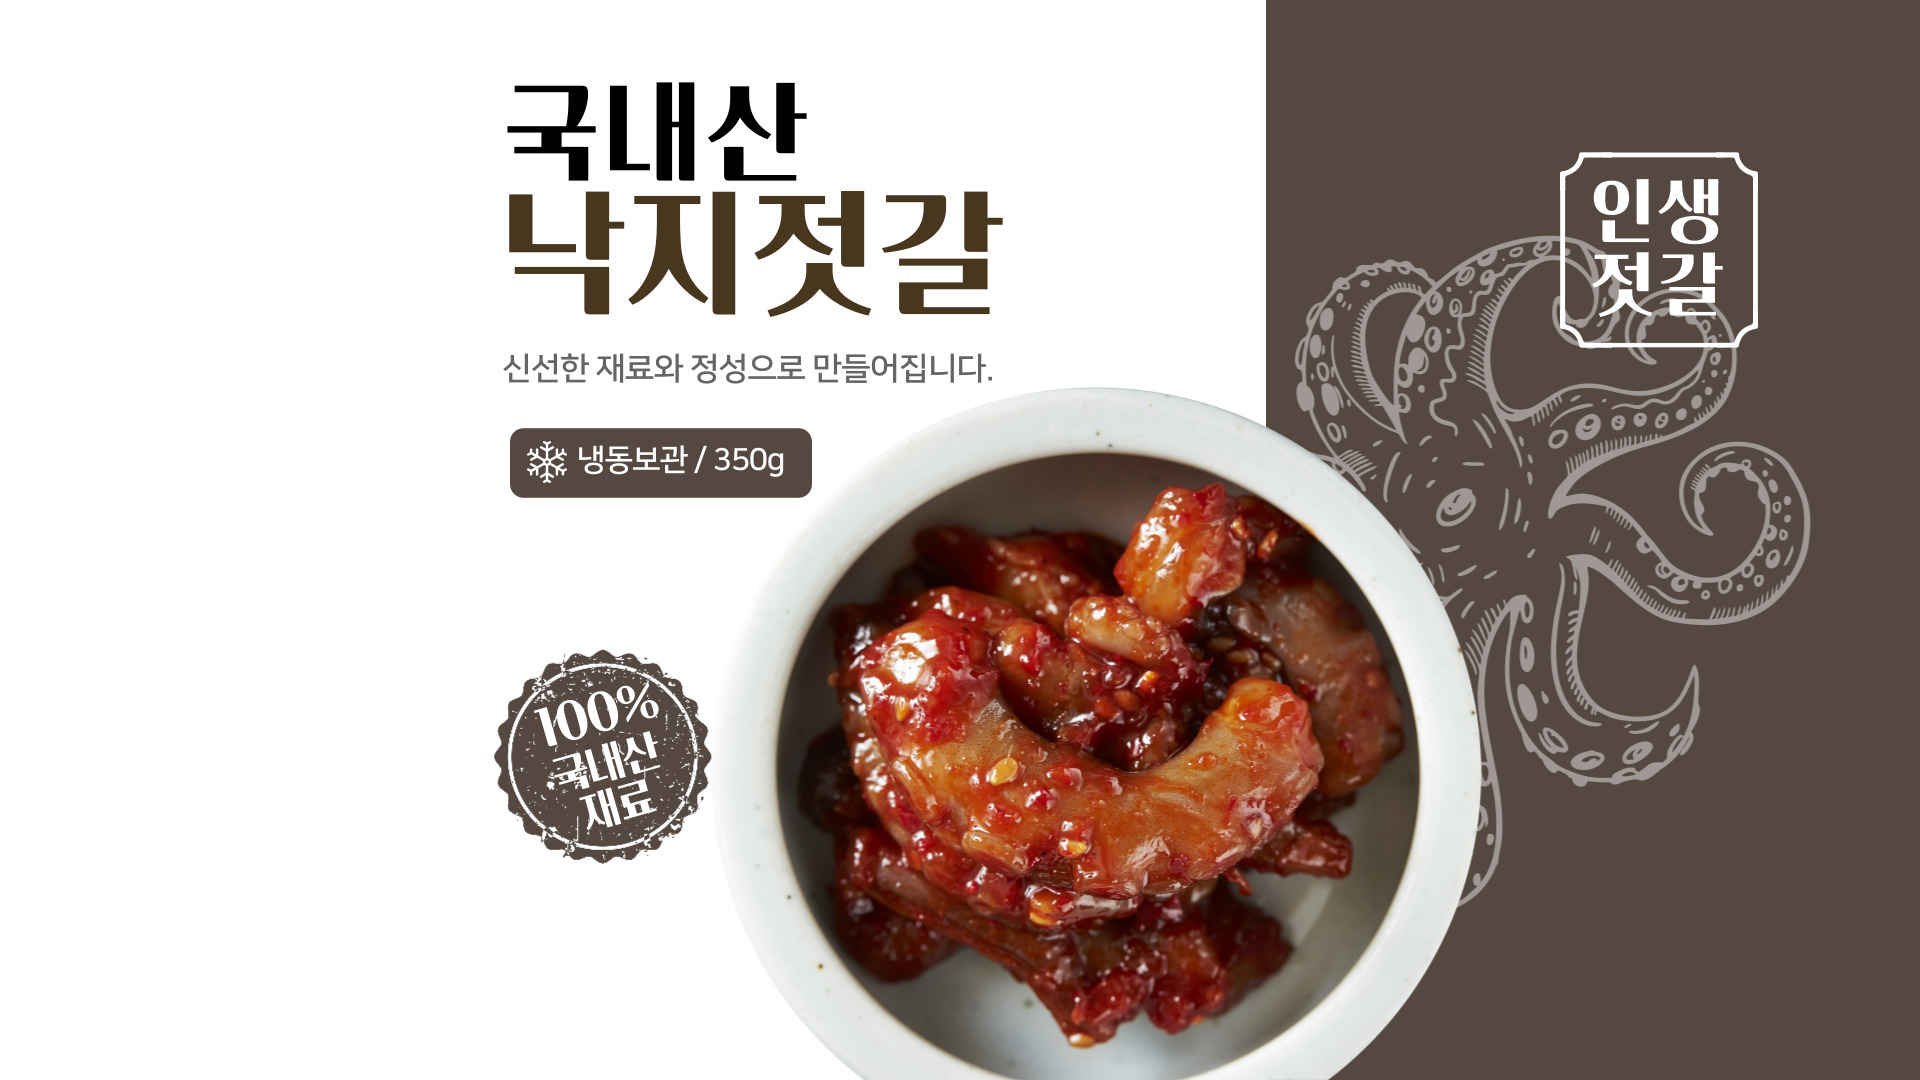 국내산
낙지젓갈
신선한 재료와 정성으로 만들어집니다.
냉동보관 / 350g
100%
국내산
재료
인생
젓갈